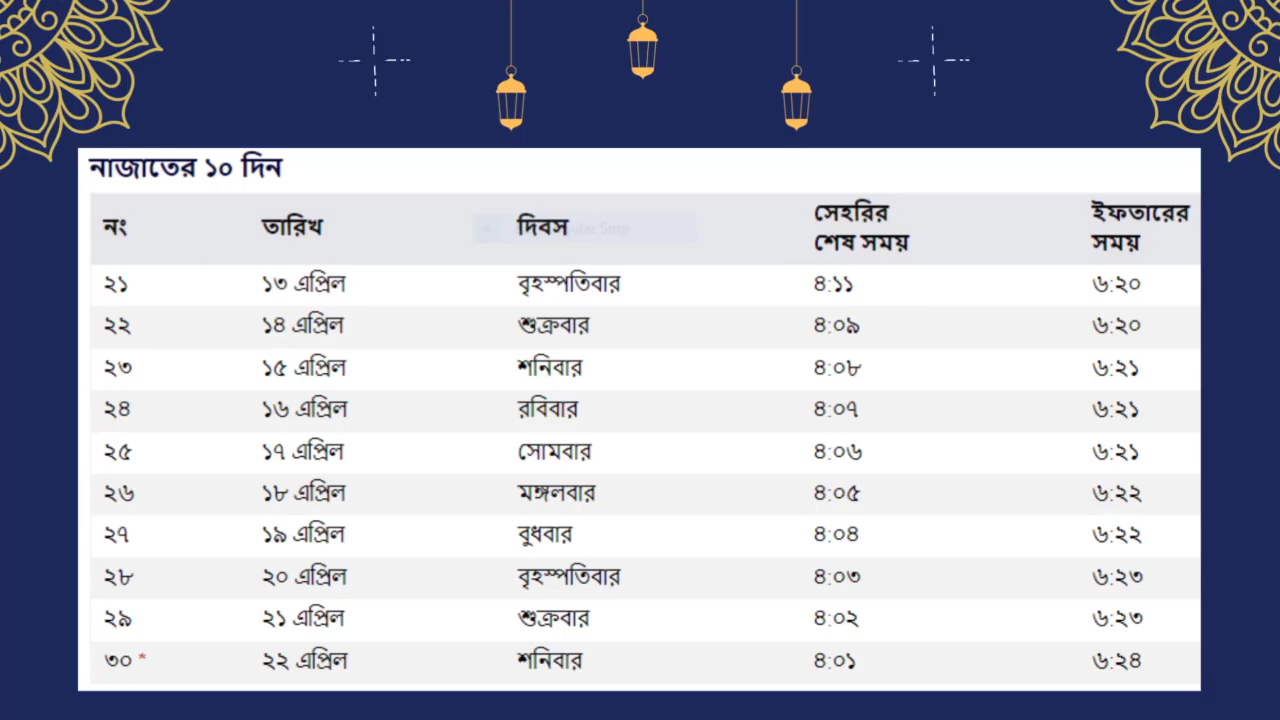 নাজাতের ১০ দিন
নং তারিখ দিবস সেহরির শেষ সময় ইফতারের সময়
২১ ১৩ এপ্রিল বৃহস্পতিবার ৪:১১ ৬:২০
২২ ১৪ এপ্রিল শুক্রবার ৪:০৯ ৬:২০
২৩ ১৫ এপ্রিল শনিবার ৪:০৮ ৬:২১
২৪ ১৬ এপ্রিল রবিবার ৪:০৭ ৬:২১
২৫ ১৭ এপ্রিল সোমবার ৪:০৬ ৬:২১
২৬ ১৮ এপ্রিল মঙ্গলবার ৪:০৫ ৬:২২
২৭ ১৯ এপ্রিল বুধবার ৪:০৪ ৬:২২
২৮ ২০ এপ্রিল বৃহস্পতিবার ৪:০৩ ৬:২৩
২৯ ২১ এপ্রিল শুক্রবার ৪:০২ ৬:২৩
৩০ * ২২ এপ্রিল শনিবার ৪:০১ ৬:২৪